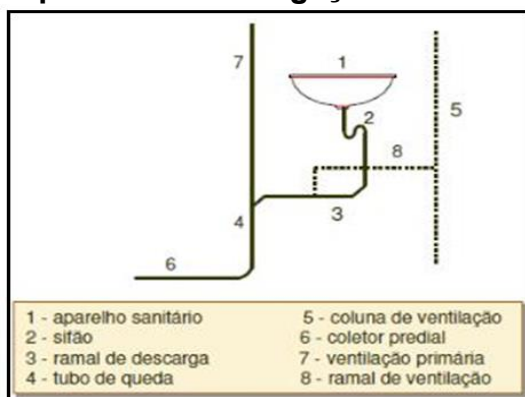 7
1
2
5
8
4
3
6
1 - aparelho sanitário
2 - sifão
3 - ramal de descarga
4 - tubo de queda
5 - coluna de ventilação
6 - coletor predial
7 - ventilação primária
8 - ramal de ventilação